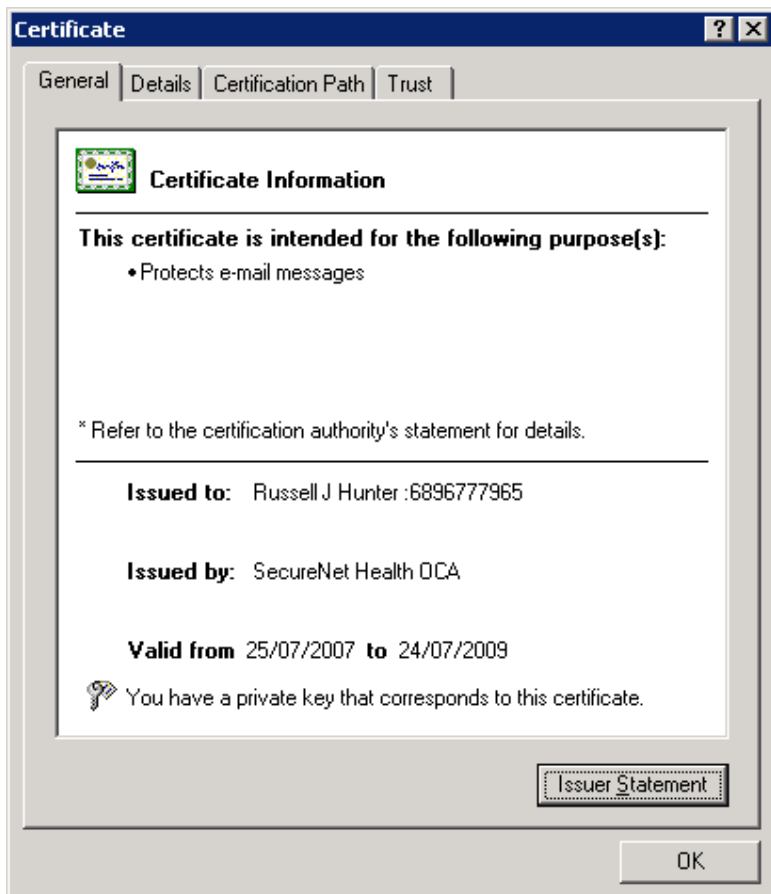 Certificate
General Details Certification Path Trust
Certificate Information
This certificate is intended for the following purpose(s):
• Protects e-mail messages
* Refer to the certification authority's statement for details.
Issued to: Russell J Hunter :6896777965
Issued by: SecureNet Health OCA
Valid from 25/07/2007 to 24/07/2009
You have a private key that corresponds to this certificate.
Issuer Statement
OK